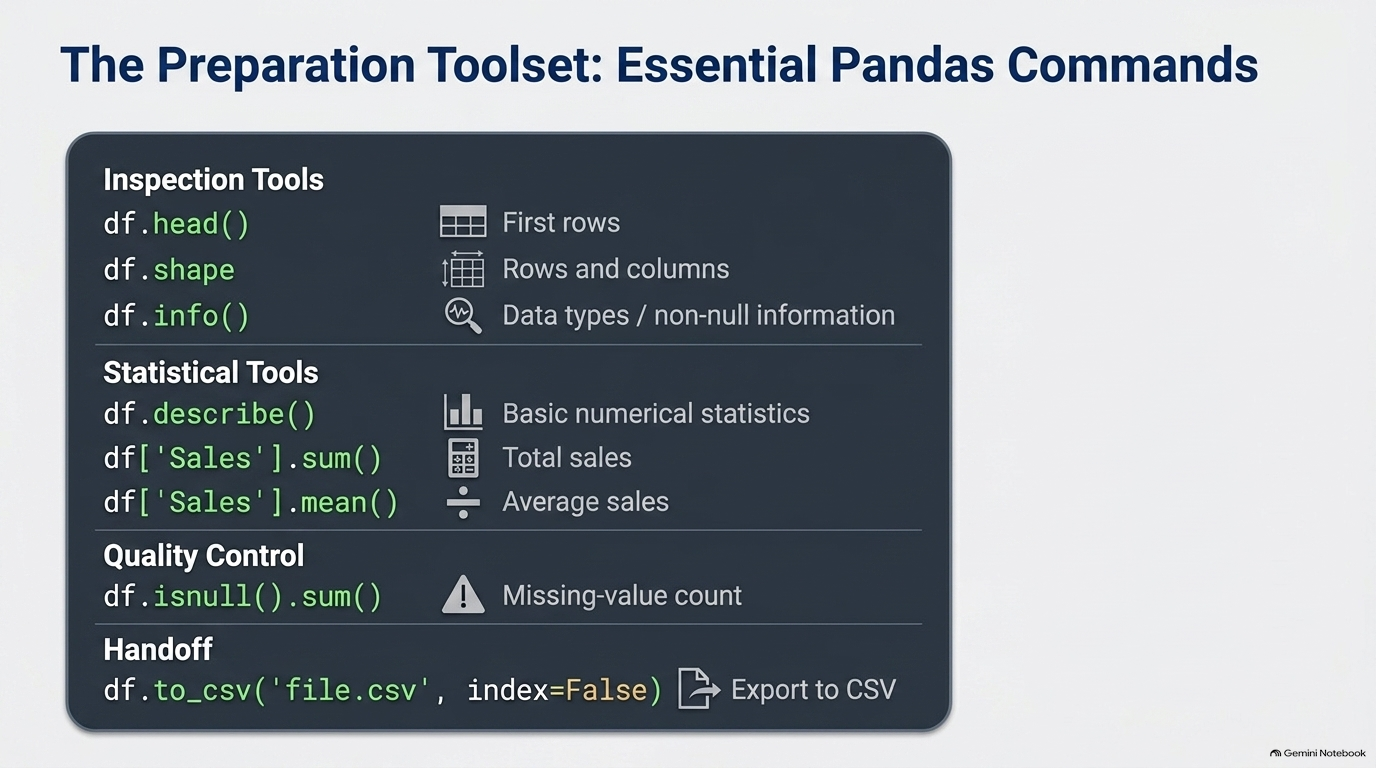 The Preparation Toolset: Essential Pandas Commands
Inspection Tools
df.head() First rows
df.shape Rows and columns
df.info() Data types / non-null information
Statistical Tools
df.describe() Basic numerical statistics
df['Sales'].sum() Total sales
df['Sales'].mean() Average sales
Quality Control
df.isnull().sum() Missing-value count
Handoff
df.to_csv('file.csv', index=False) Export to CSV
Gemini Notebook